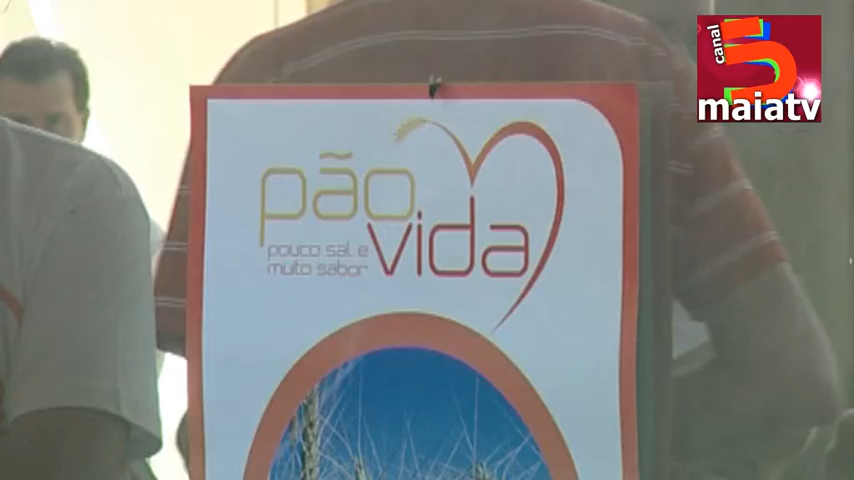 canal
5
maiatv
pão
vida
pouco sal e
muito sabor